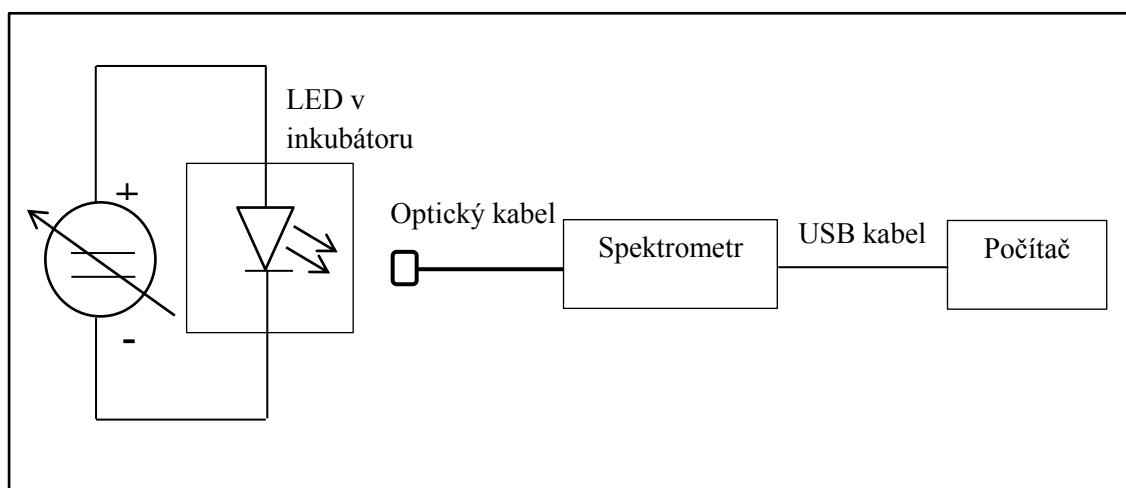 LED v
inkubátoru
+
-
Optický kabel
Spektrometr
USB kabel
Počítač